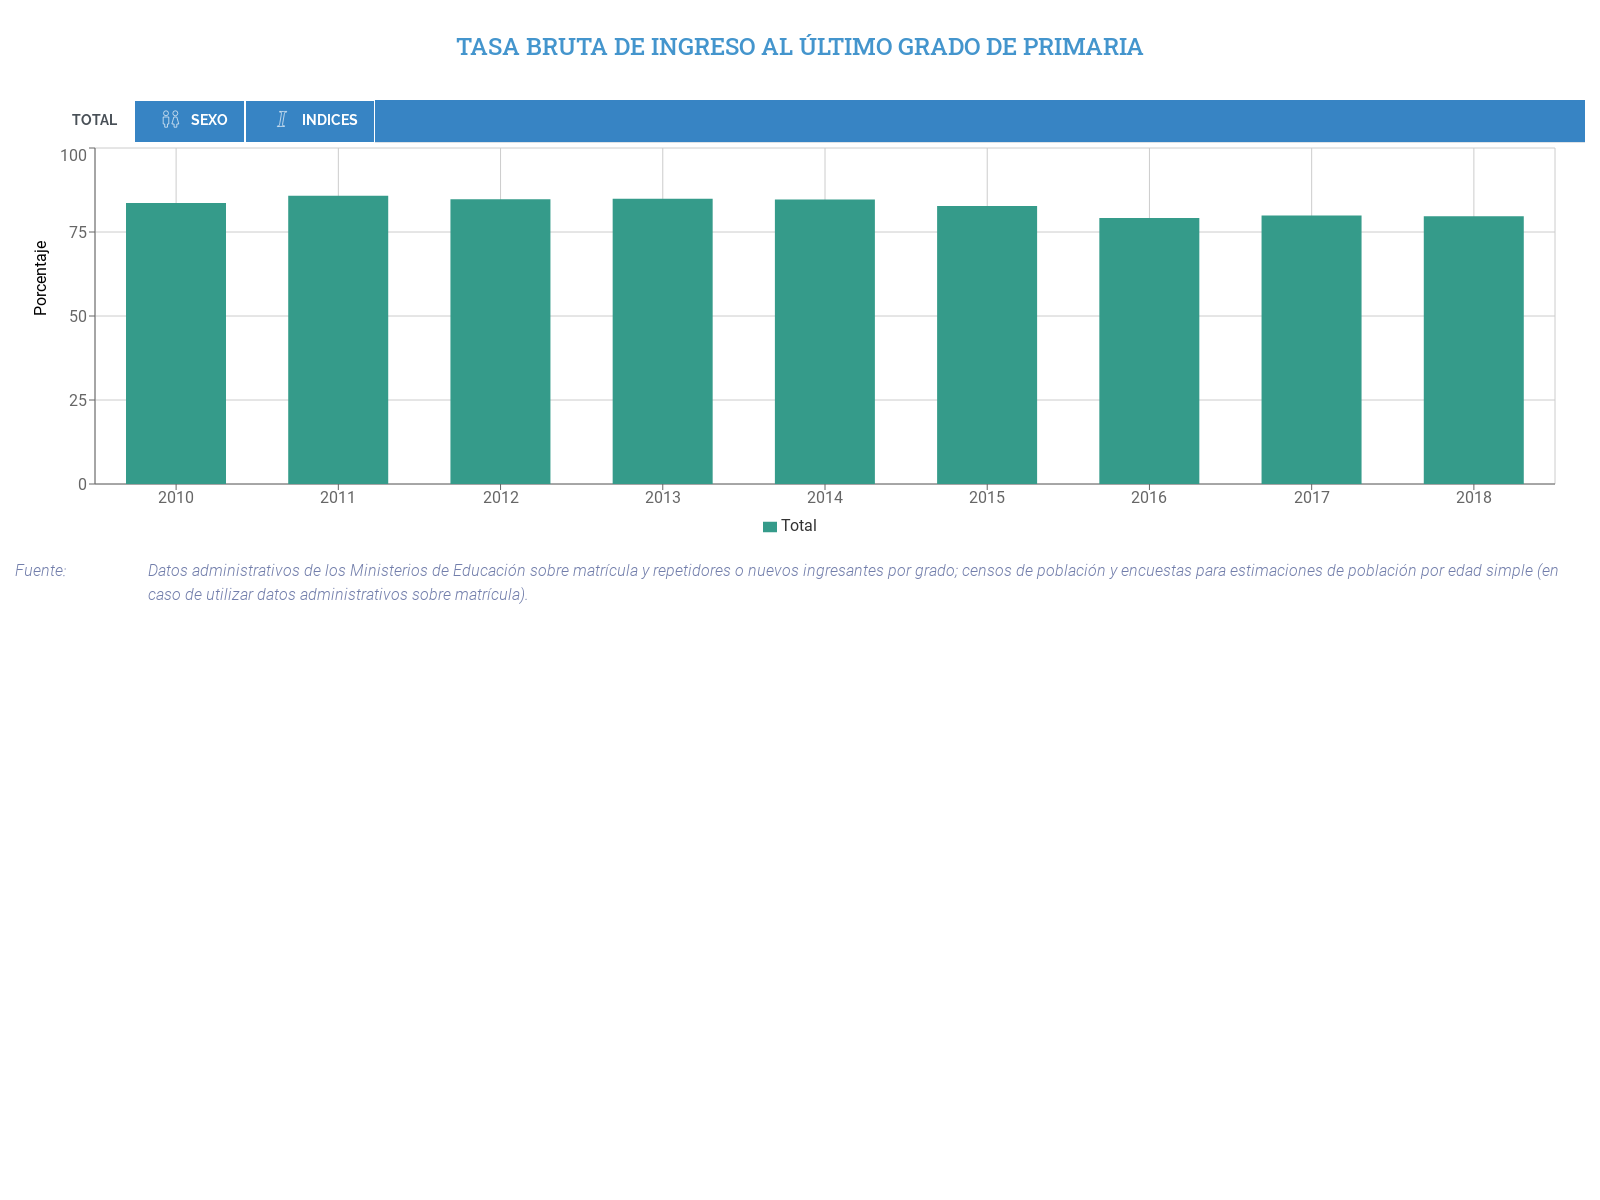 TASA BRUTA DE INGRESO AL ÚLTIMO GRADO DE PRIMARIA
TOTAL SEXO INDICES
100
75
50
25
0
Porcentaje
2010 2011 2012 2013 2014 2015 2016 2017 2018
Total
Fuente: Datos administrativos de los Ministerios de Educación sobre matrícula y repetidores o nuevos ingresantes por grado; censos de población y encuestas para estimaciones de población por edad simple (en
caso de utilizar datos administrativos sobre matrícula).